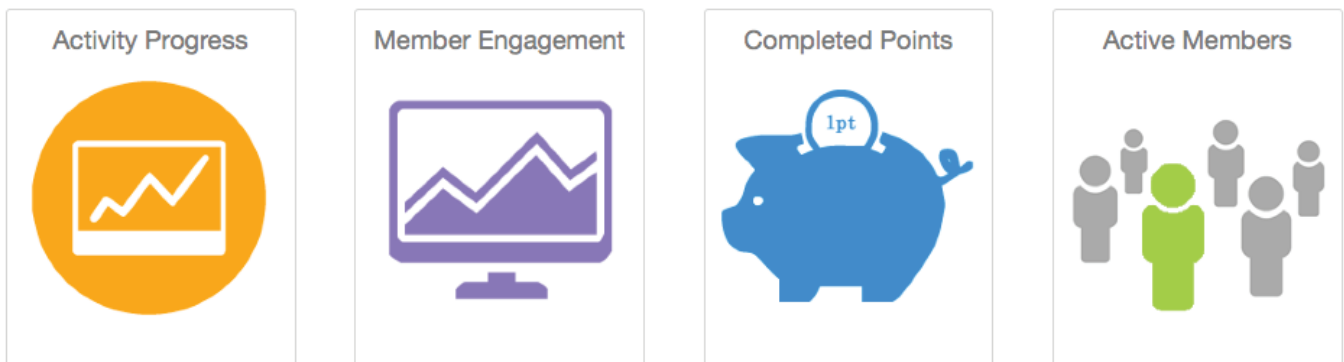 Activity Progress
Member Engagement
Completed Points
Active Members
1pt